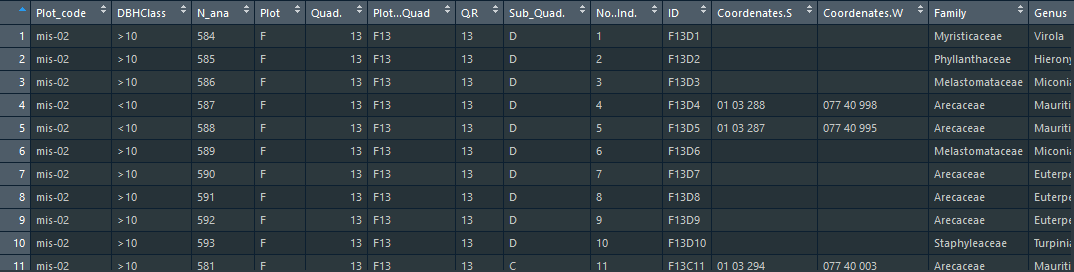 Plot_code DBHClass N_ana Plot Quad. Plot...Quad Q.R Sub_Quad. No..Ind. ID Coordenates.S Coordenates.W Family Genus
1 mis-02 >10 584 F 13 F13 13 D 1 F13D1 Myristicaceae Virola
2 mis-02 >10 585 F 13 F13 13 D 2 F13D2 Phyllanthaceae Hierony
3 mis-02 >10 586 F 13 F13 13 D 3 F13D3 Melastomataceae Miconia
4 mis-02 <10 587 F 13 F13 13 D 4 F13D4 01 03 288 077 40 998 Arecaceae Mauriti
5 mis-02 <10 588 F 13 F13 13 D 5 F13D5 01 03 287 077 40 995 Arecaceae Mauriti
6 mis-02 >10 589 F 13 F13 13 D 6 F13D6 Melastomataceae Miconia
7 mis-02 >10 590 F 13 F13 13 D 7 F13D7 Arecaceae Euterpe
8 mis-02 >10 591 F 13 F13 13 D 8 F13D8 Arecaceae Euterpe
9 mis-02 >10 592 F 13 F13 13 D 9 F13D9 Arecaceae Euterpe
10 mis-02 >10 593 F 13 F13 13 D 10 F13D10 Staphyleaceae Turpinia
11 mis-02 >10 581 F 13 F13 13 C 11 F13C11 01 03 294 077 40 003 Arecaceae Mauriti